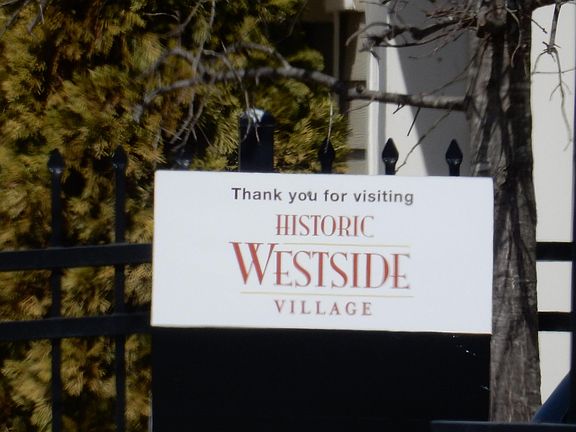 Thank you for visiting
HISTORIC
WESTSIDE
VILLAGE